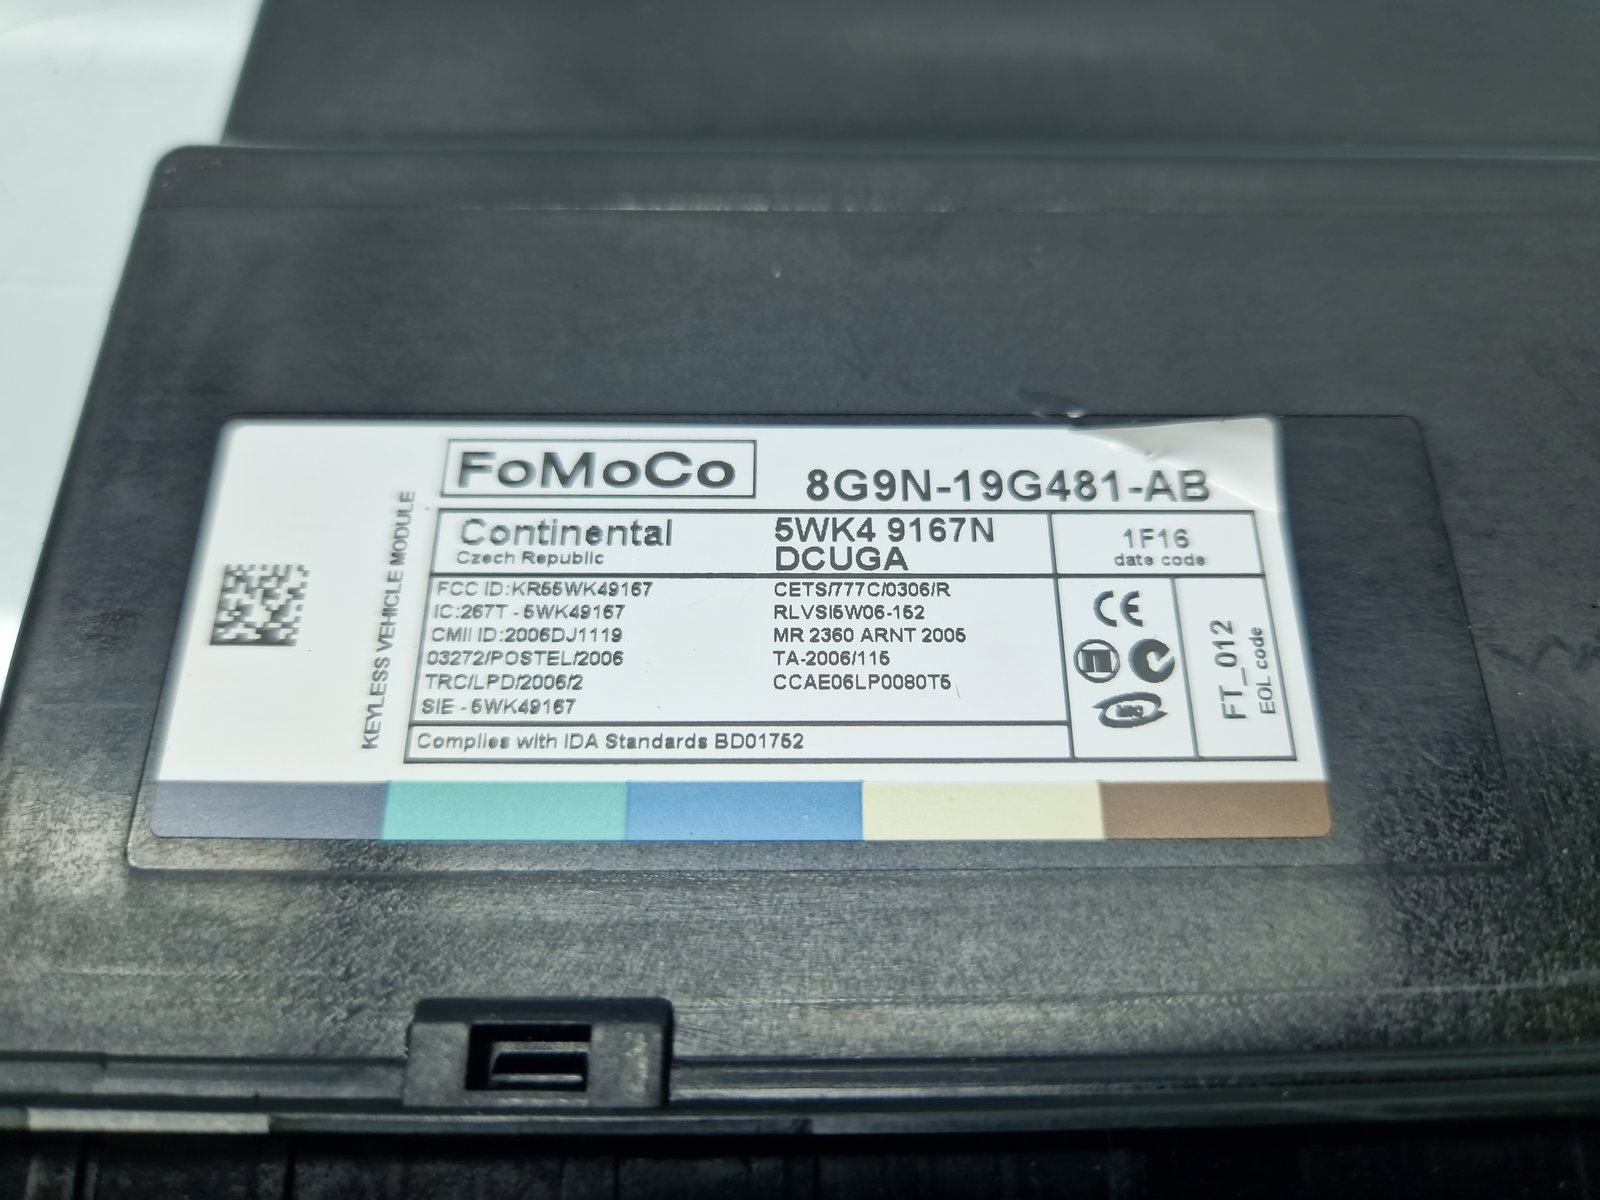 FoMoCo
8G9N-19G481-AB
Continental
Czech Republic
5WK4 9167N
DCUGA
1F16
date code
KEYLESS VEHICLE MODULE
FCC ID:KR55WK49167
IC:267T - 5WK49167
CMII ID:2006DJ1119
03272/POSTEL/2006
TRC/LPD/2006/2
SIE - 5WK49167
CETS/777C/0306/R
RLVSI5W06-152
MR 2360 ARNT 2005
TA-2006/115
CCAE06LP0080T5
CE
FT_012
EOL code
Complies with IDA Standards BD01752